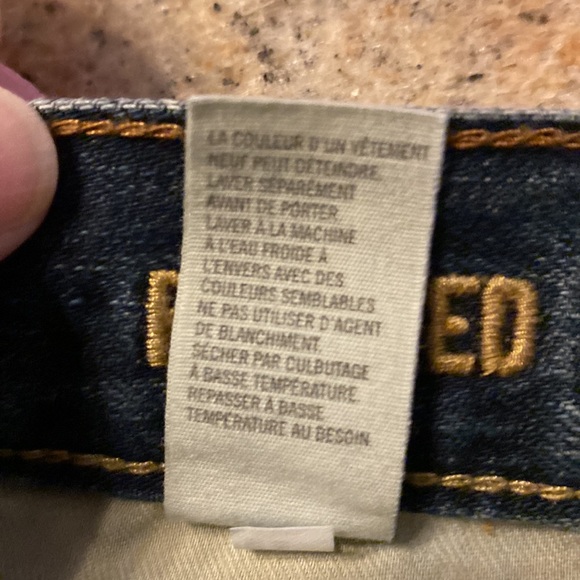 LA COULEUR D'UN VÊTEMENT
NEUF PEUT DÉTEINDRE.
LAVER SÉPARÉMENT
AVANT DE PORTER.
LAVER À LA MACHINE
À L'EAU FROIDE À
L'ENVERS AVEC DES
COULEURS SEMBLABLES
NE PAS UTILISER D'AGENT
DE BLANCHIMENT.
SÉCHER PAR CULBUTAGE
À BASSE TEMPÉRATURE.
REPASSER À BASSE
TEMPÉRATURE AU BESOIN.
ED